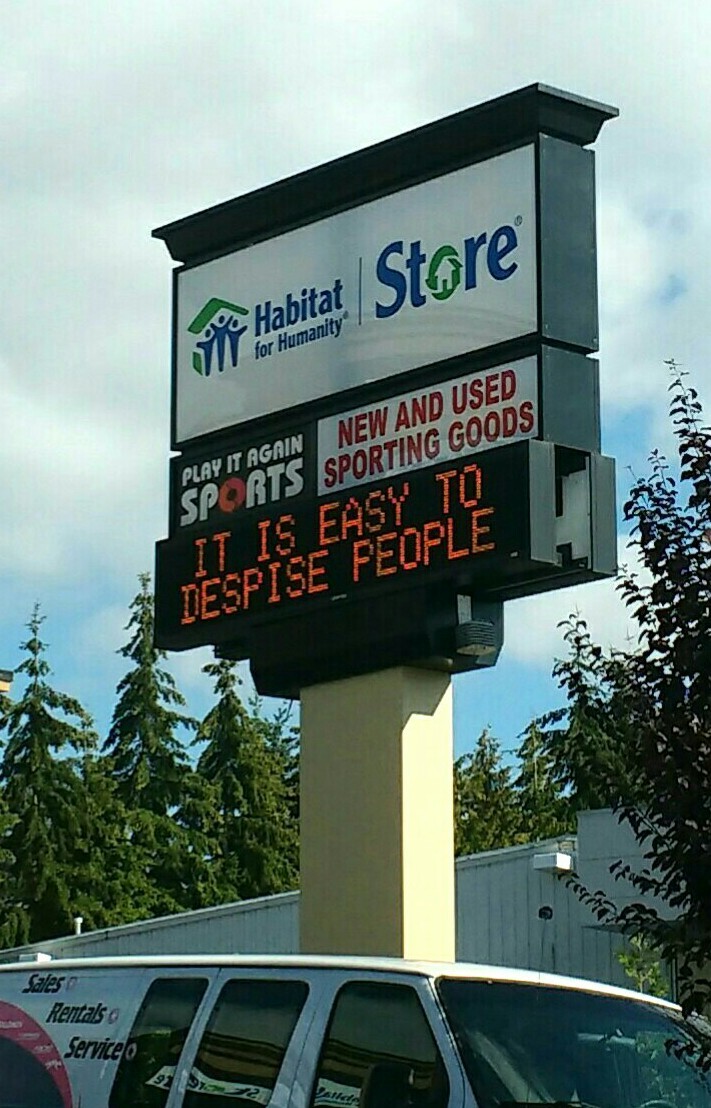 Habitat
for Humanity®
Store®
PLAY IT AGAIN
SPORTS
NEW AND USED
SPORTING GOODS
IT IS EASY TO
DESPISE PEOPLE
Sales
Rentals
Service